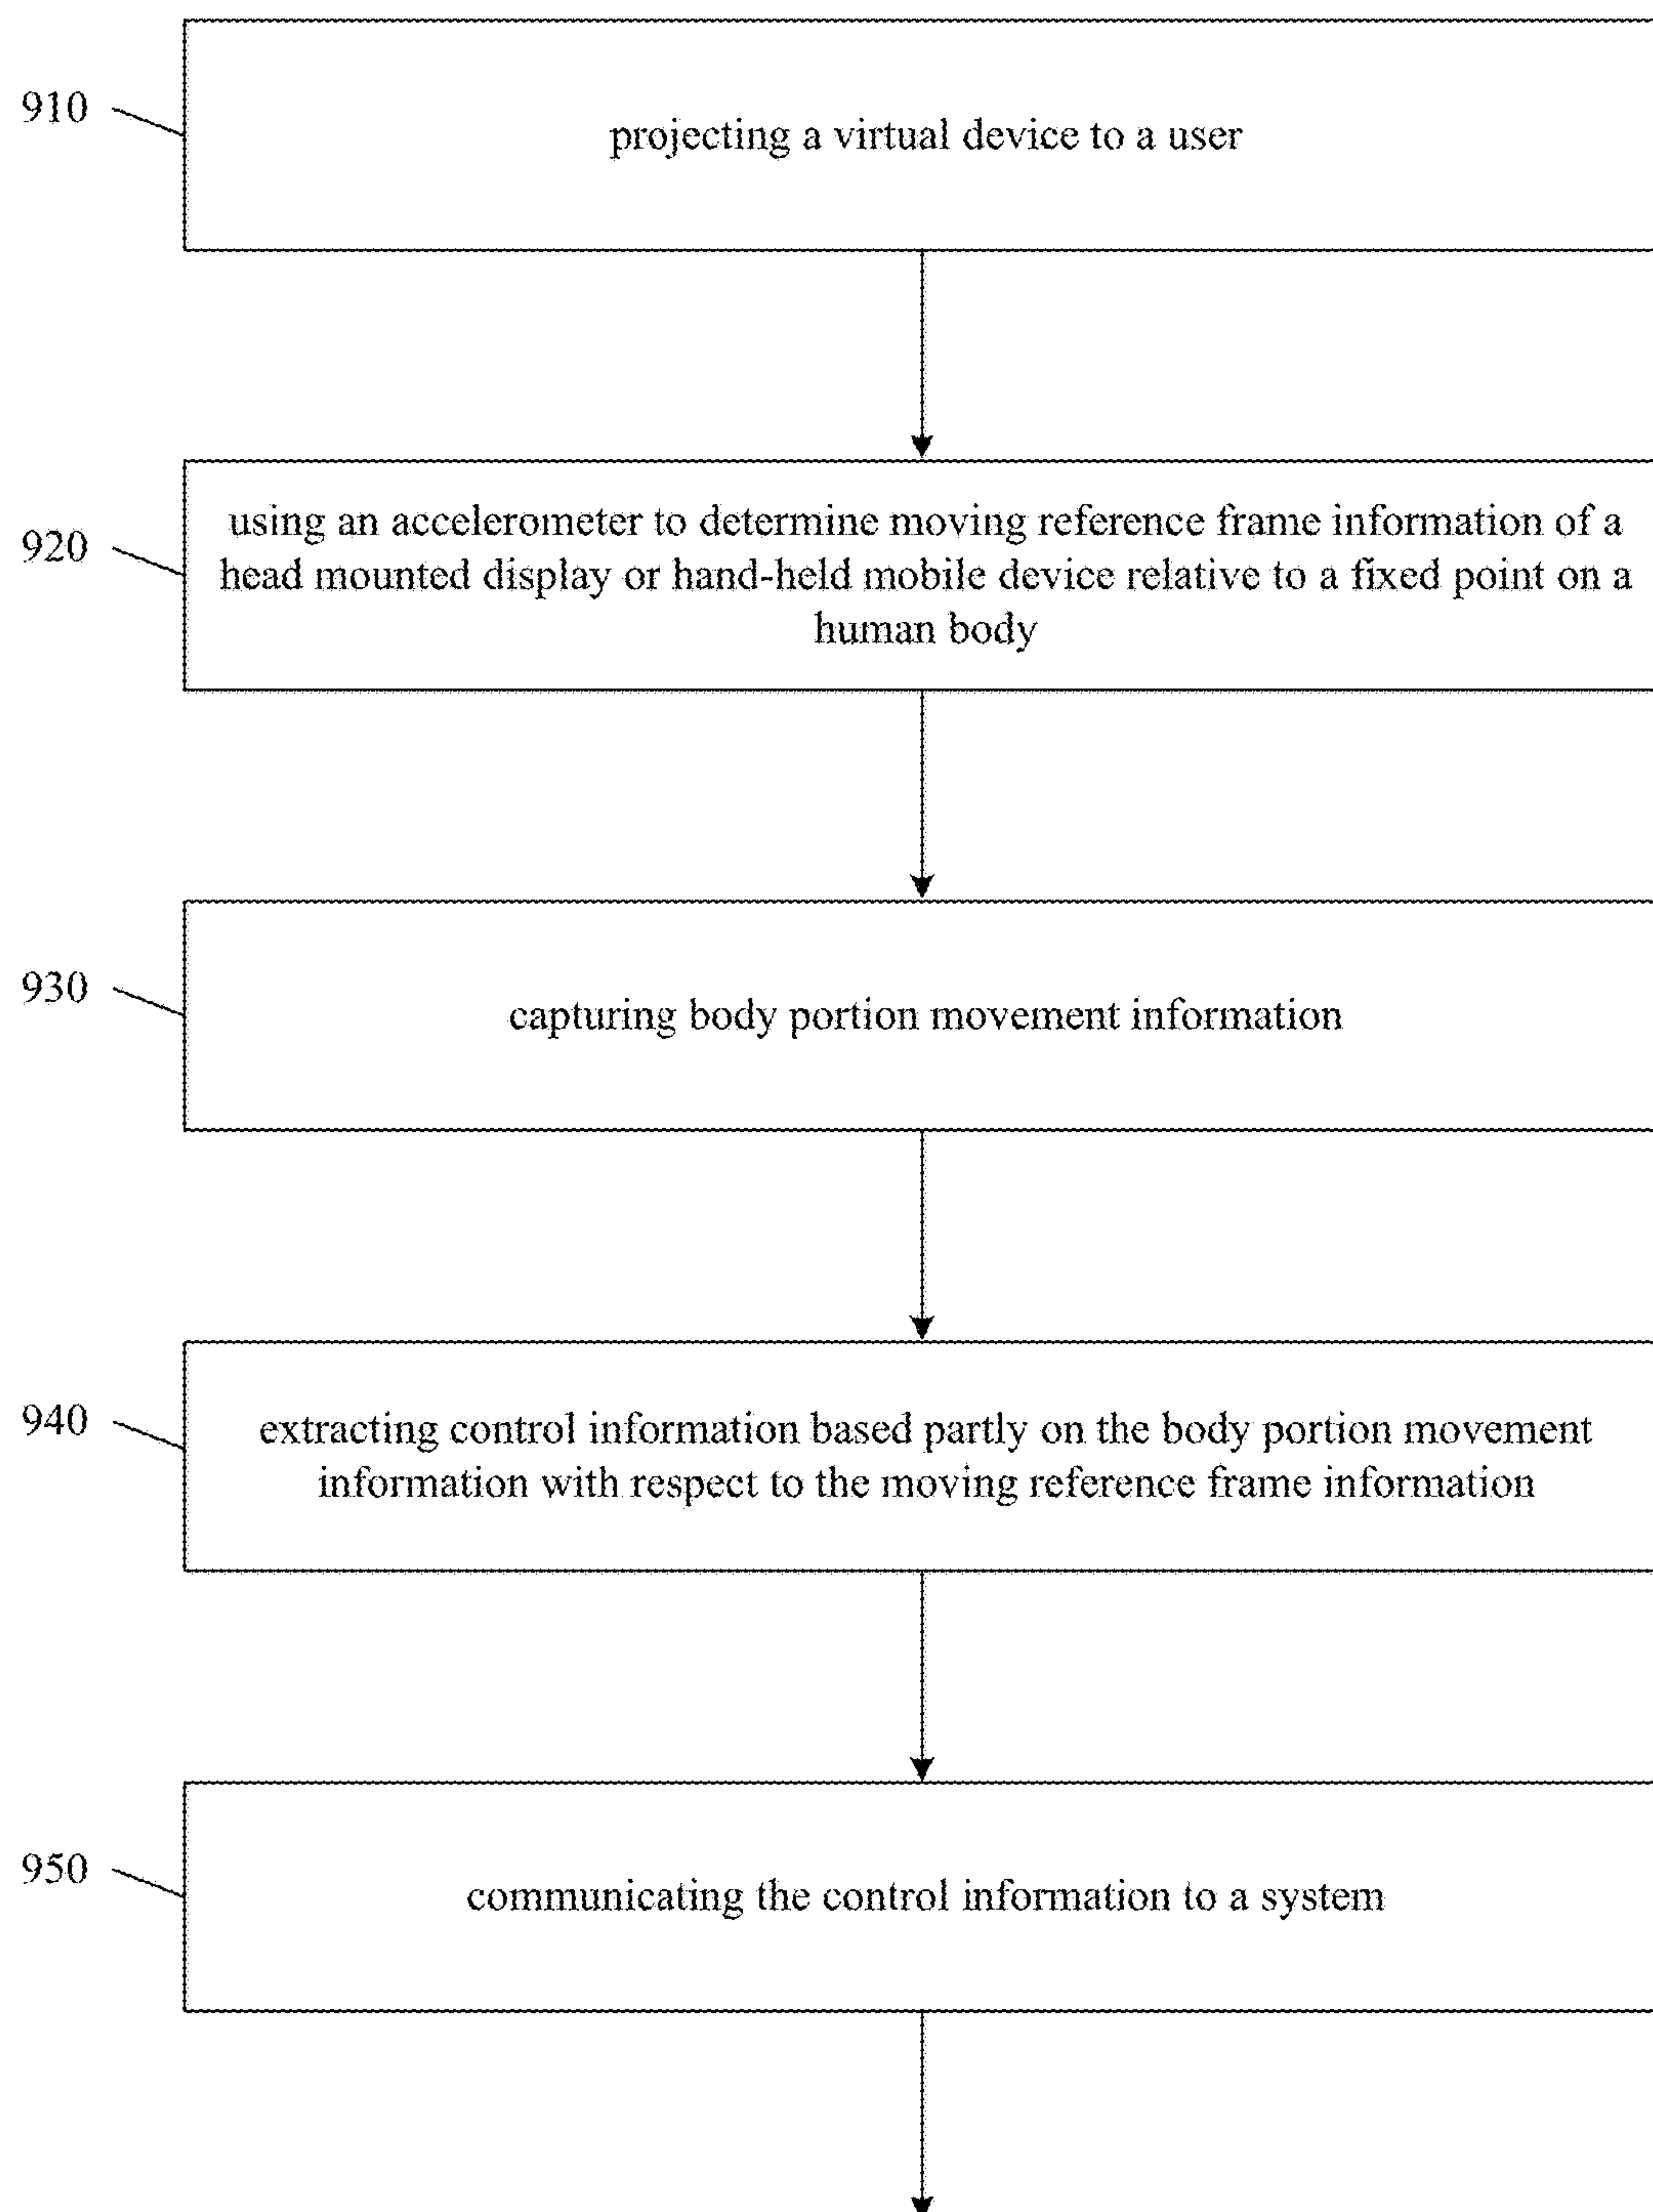 910
projecting a virtual device to a user
920
using an accelerometer to determine moving reference frame information of a
head mounted display or hand-held mobile device relative to a fixed point on a
human body
930
capturing body portion movement information
940
extracting control information based partly on the body portion movement
information with respect to the moving reference frame information
950
communicating the control information to a system